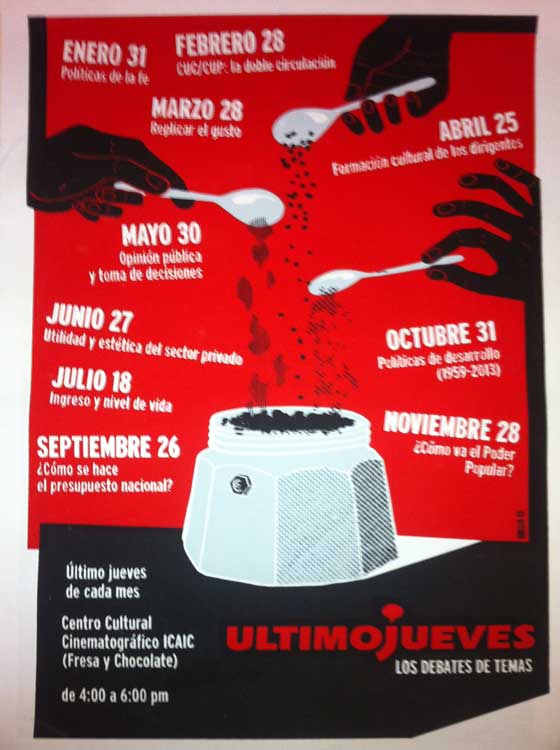 ENERO 31
Políticas de la fe
FEBRERO 28
CUC/CUP: la doble circulación
MARZO 28
Replicar el gusto
ABRIL 25
Formación cultural de los dirigentes
MAYO 30
Opinión pública
y toma de decisiones
JUNIO 27
Utilidad y estética del sector privado
JULIO 18
Ingreso y nivel de vida
SEPTIEMBRE 26
¿Cómo se hace
el presupuesto nacional?
OCTUBRE 31
Políticas de desarrollo
(1959-2013)
NOVIEMBRE 28
¿Cómo va el Poder
Popular?
Último jueves
de cada mes
Centro Cultural
Cinematográfico ICAIC
(Fresa y Chocolate)
de 4:00 a 6:00 pm
ULTIMOJUEVES
LOS DEBATES DE TEMAS